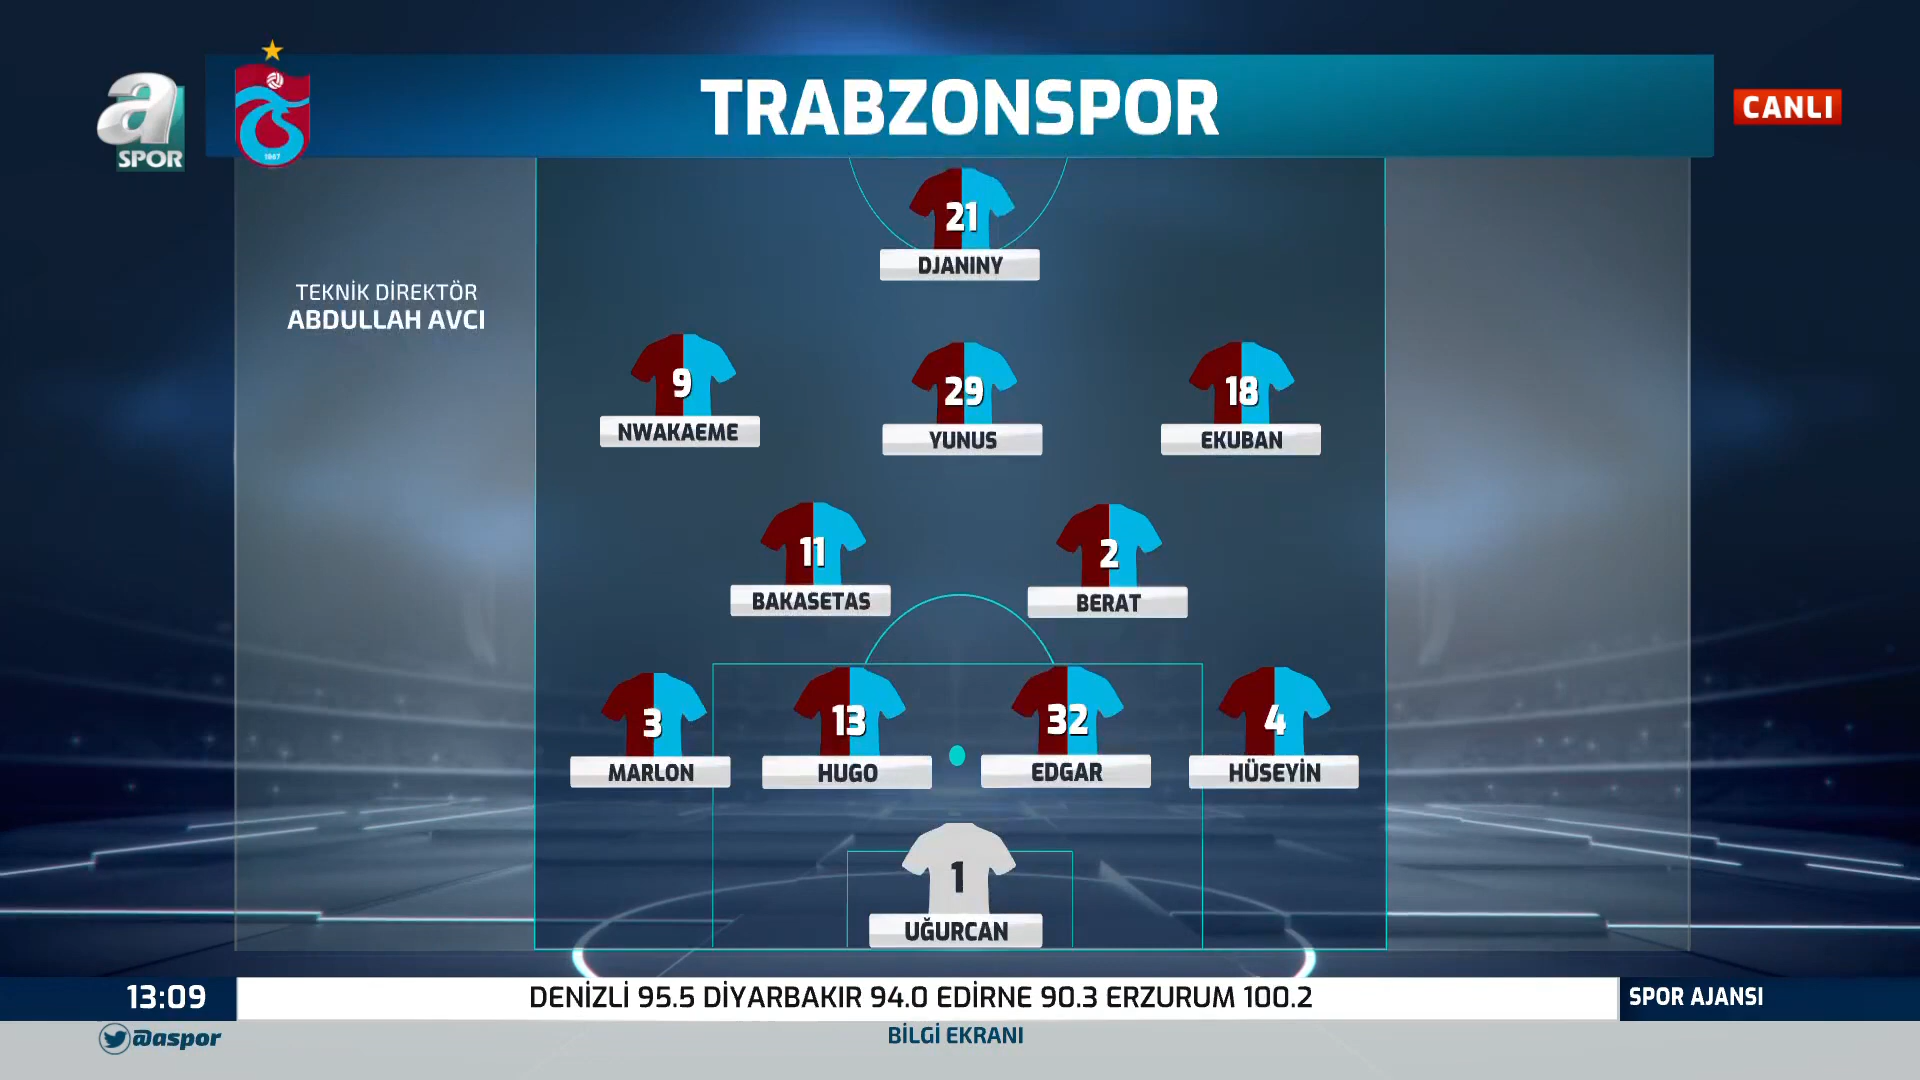 TRABZONSPOR
a
SPOR
1967
CANLI
21
DJANINY
TEKNİK DİREKTÖR
ABDULLAH AVCI
9
NWAKAEME
29
YUNUS
18
EKUBAN
11
BAKASETAS
2
BERAT
3
MARLON
13
HUGO
32
EDGAR
4
HÜSEYİN
1
UĞURCAN
13:09
DENİZLİ 95.5 DİYARBAKIR 94.0 EDİRNE 90.3 ERZURUM 100.2
SPOR AJANSI
@aspor
BİLGİ EKRANI